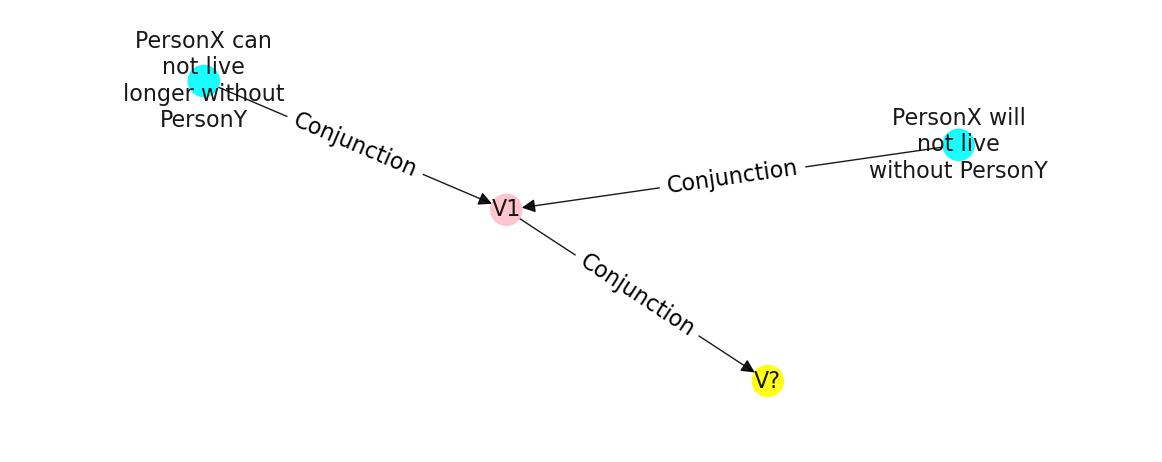 PersonX can
not live
longer without
PersonY
Conjunction
PersonX will
not live
without PersonY
Conjunction
V1
Conjunction
V?